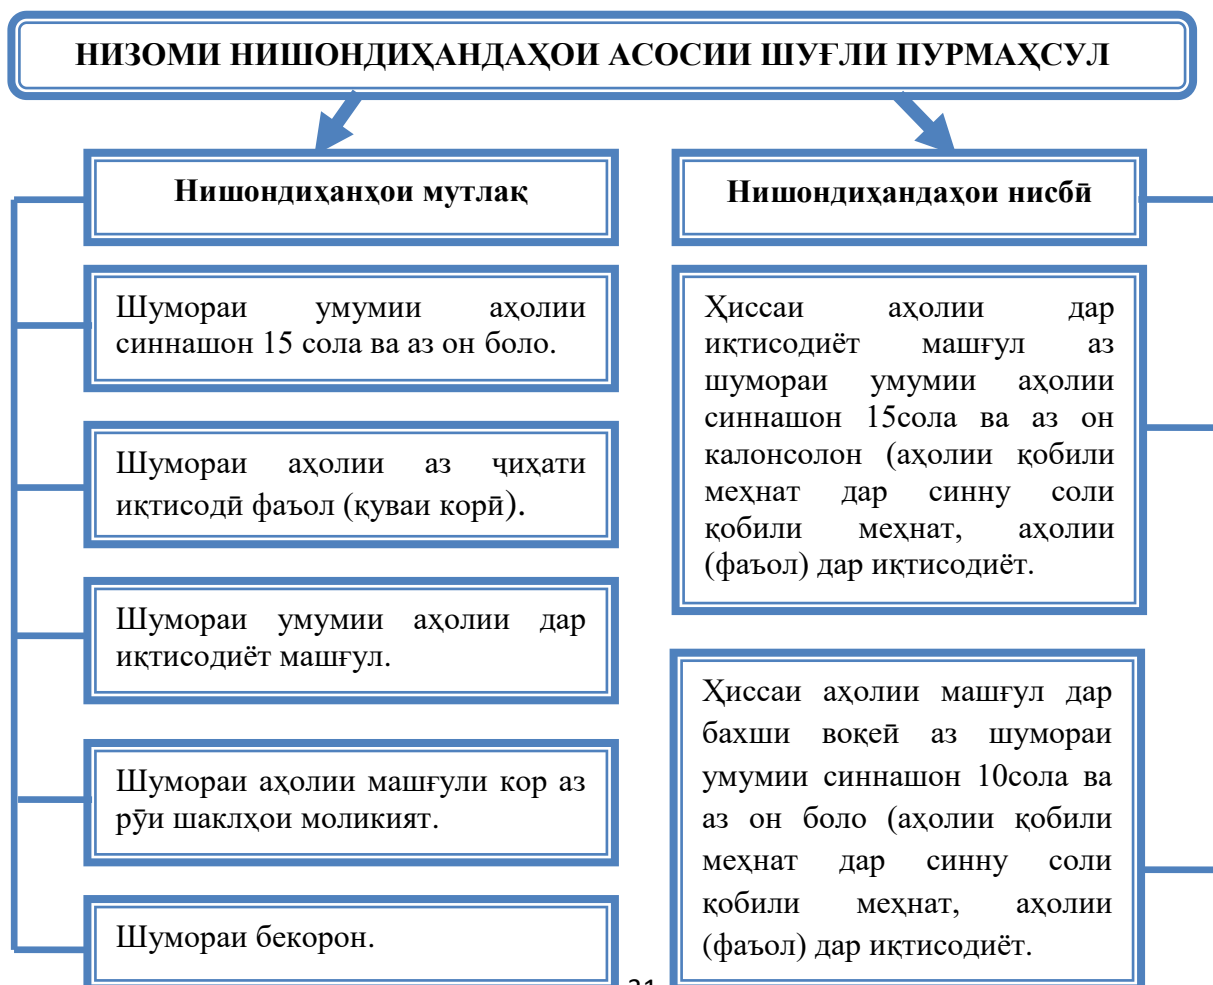 НИЗОМИ НИШОНДИҲАНДАҲОИ АСОСИИ ШУҒЛИ ПУРМАҲСУЛ
Нишондиҳанҳои мутлақ
Шумораи умумии аҳолии
синнашон 15 сола ва аз он боло.
Шумораи аҳолии аз ҷиҳати
иқтисодӣ фаъол (қуваи корӣ).
Шумораи умумии аҳолии дар
иқтисодиёт машғул.
Шумораи аҳолии машғули кор аз
рӯи шаклҳои моликият.
Шумораи бекорон.
Нишондиҳандаҳои нисбӣ
Ҳиссаи аҳолии дар
иқтисодиёт машғул аз
шумораи умумии аҳолии
синнашон 15сола ва аз он
калонсолон (аҳолии қобили
меҳнат дар синну соли
қобили меҳнат, аҳолии
(фаъол) дар иқтисодиёт.
Ҳиссаи аҳолии машғул дар
бахши воқеӣ аз шумораи
умумии синнашон 10сола ва
аз он боло (аҳолии қобили
меҳнат дар синну соли
қобили меҳнат, аҳолии
(фаъол) дар иқтисодиёт.